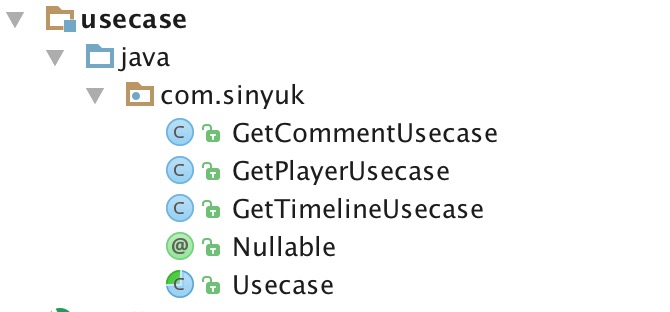 usecase
java
com.sinyuk
GetCommentUsecase
GetPlayerUsecase
GetTimelineUsecase
Nullable
Usecase